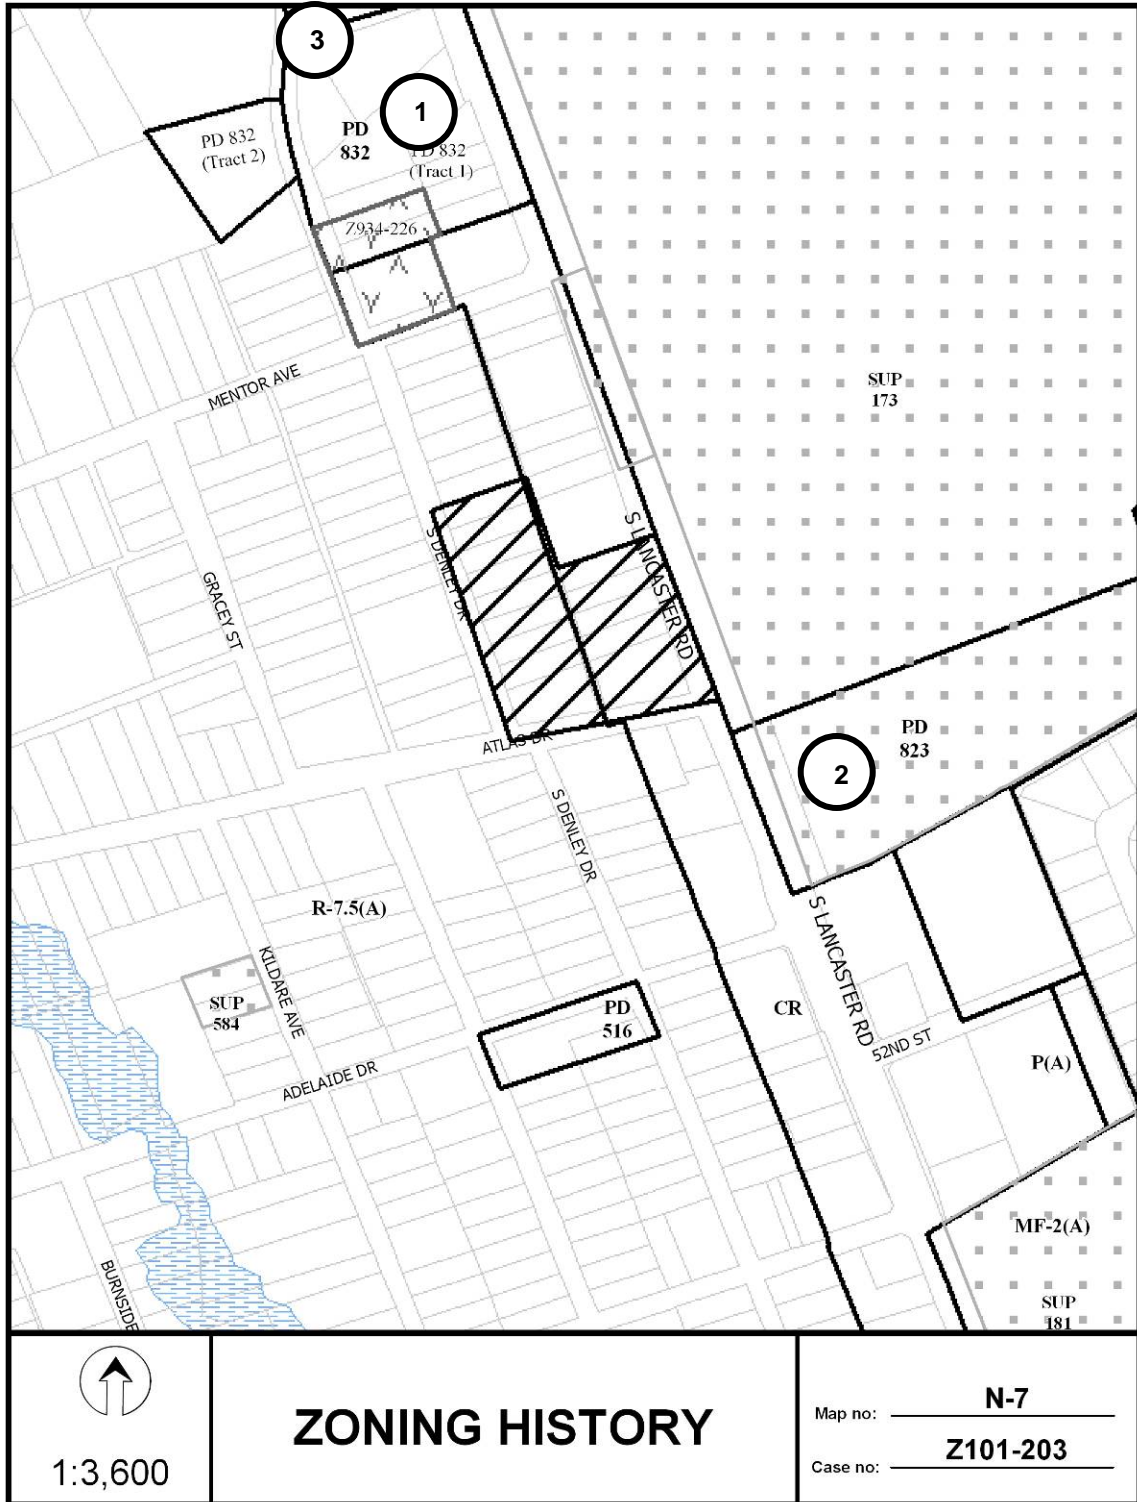 3
1
PD 832
(Tract 2)
PD
832
PD 832
(Tract 1)
Z934-226
MENTOR AVE
SUP
173
S DENLEY DR
S LANCASTER RD
GRACEY ST
ATLAS DR
PD
823
2
S DENLEY DR
R-7.5(A)
S LANCASTER RD
KILDARE AVE
SUP
584
PD
516
CR
52ND ST
P(A)
ADELAIDE DR
MF-2(A)
BURNSIDE
SUP
181
1:3,600
ZONING HISTORY
Map no: N-7
Case no: Z101-203